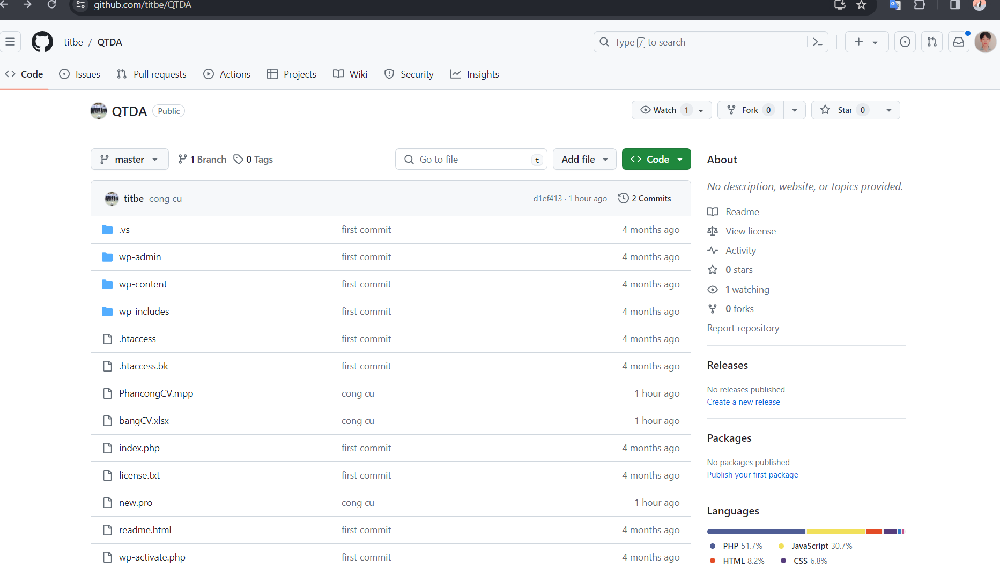 github.com/titbe/QTDA
titbe / QTDA
Type / to search
Code Issues Pull requests Actions Projects Wiki Security Insights
QTDA Public
Watch 1 Fork 0 Star 0
master 1 Branch 0 Tags Go to file t Add file Code
titbe cong cu d1ef413 · 1 hour ago 2 Commits
.vs first commit 4 months ago
wp-admin first commit 4 months ago
wp-content first commit 4 months ago
wp-includes first commit 4 months ago
.htaccess first commit 4 months ago
.htaccess.bk first commit 4 months ago
PhancongCV.mpp cong cu 1 hour ago
bangCV.xlsx cong cu 1 hour ago
index.php first commit 4 months ago
license.txt first commit 4 months ago
new.pro cong cu 1 hour ago
readme.html first commit 4 months ago
wp-activate.php first commit 4 months ago
About
No description, website, or topics provided.
Readme
View license
Activity
0 stars
1 watching
0 forks
Report repository
Releases
No releases published
Create a new release
Packages
No packages published
Publish your first package
Languages
PHP 51.7% JavaScript 30.7%
HTML 8.2% CSS 6.8%